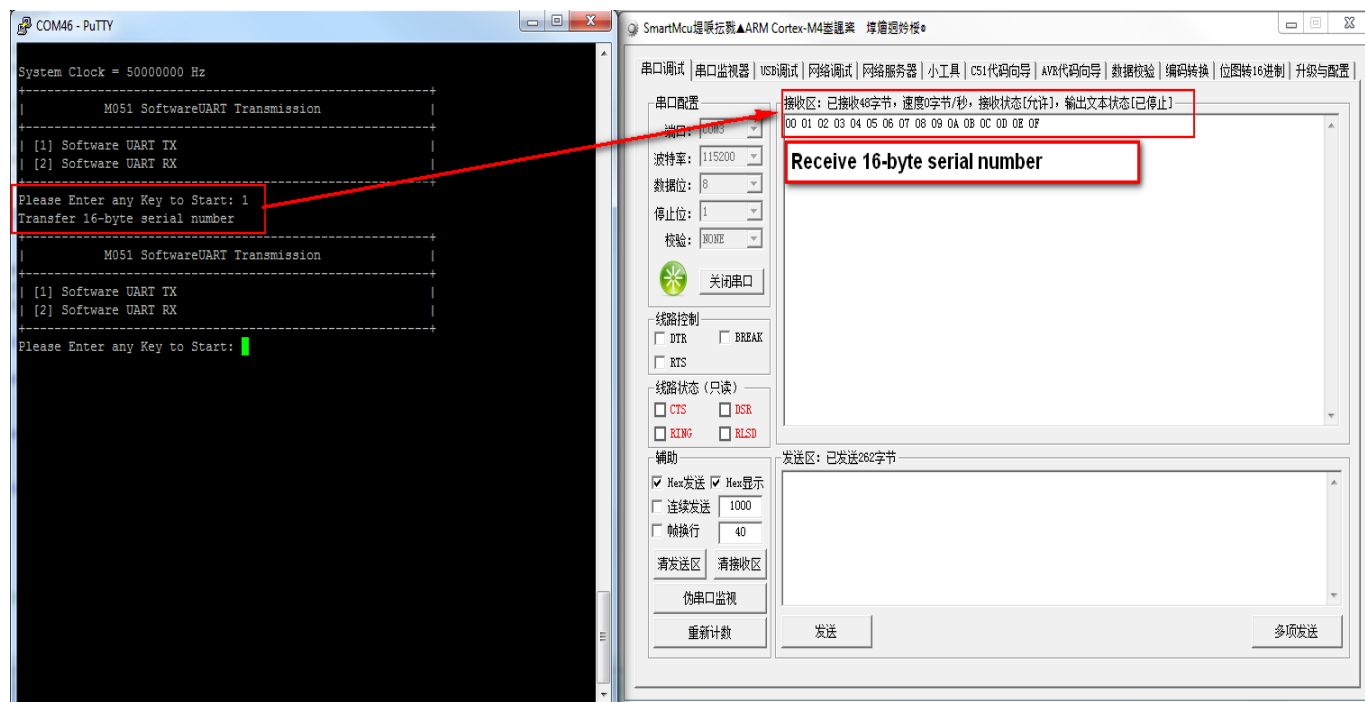 COM46 - PuTTY
System Clock = 50000000 Hz
+------------------------------------------------------+
| M051 SoftwareUART Transmission |
+------------------------------------------------------+
| [1] Software UART TX |
| [2] Software UART RX |
+------------------------------------------------------+
Please Enter any Key to Start: 1
Transfer 16-byte serial number
+------------------------------------------------------+
| M051 SoftwareUART Transmission |
+------------------------------------------------------+
| [1] Software UART TX |
| [2] Software UART RX |
+------------------------------------------------------+
Please Enter any Key to Start:
SmartMcu ▲ARM Cortex-M4
串口调试 串口监视器 USB调试 网络调试 网络服务器 小工具 C51代码向导 AVR代码向导 数据校验 编码转换 位图转16进制 升级与配置
串口配置
端口: COM3
波特率: 115200
数据位: 8
停止位: 1
校验: NONE
关闭串口
线路控制
DTR BREAK
RTS
线路状态（只读）
CTS DSR
RING RLSD
辅助
Hex发送 Hex显示
连续发送 1000
帧换行 40
清发送区 清接收区
伪串口监视
重新计数
接收区: 已接收48字节, 速度0字节/秒, 接收状态[允许], 输出文本状态[已停止]
00 01 02 03 04 05 06 07 08 09 0A 0B 0C 0D 0E 0F
Receive 16-byte serial number
发送区: 已发送262字节
发送 多项发送